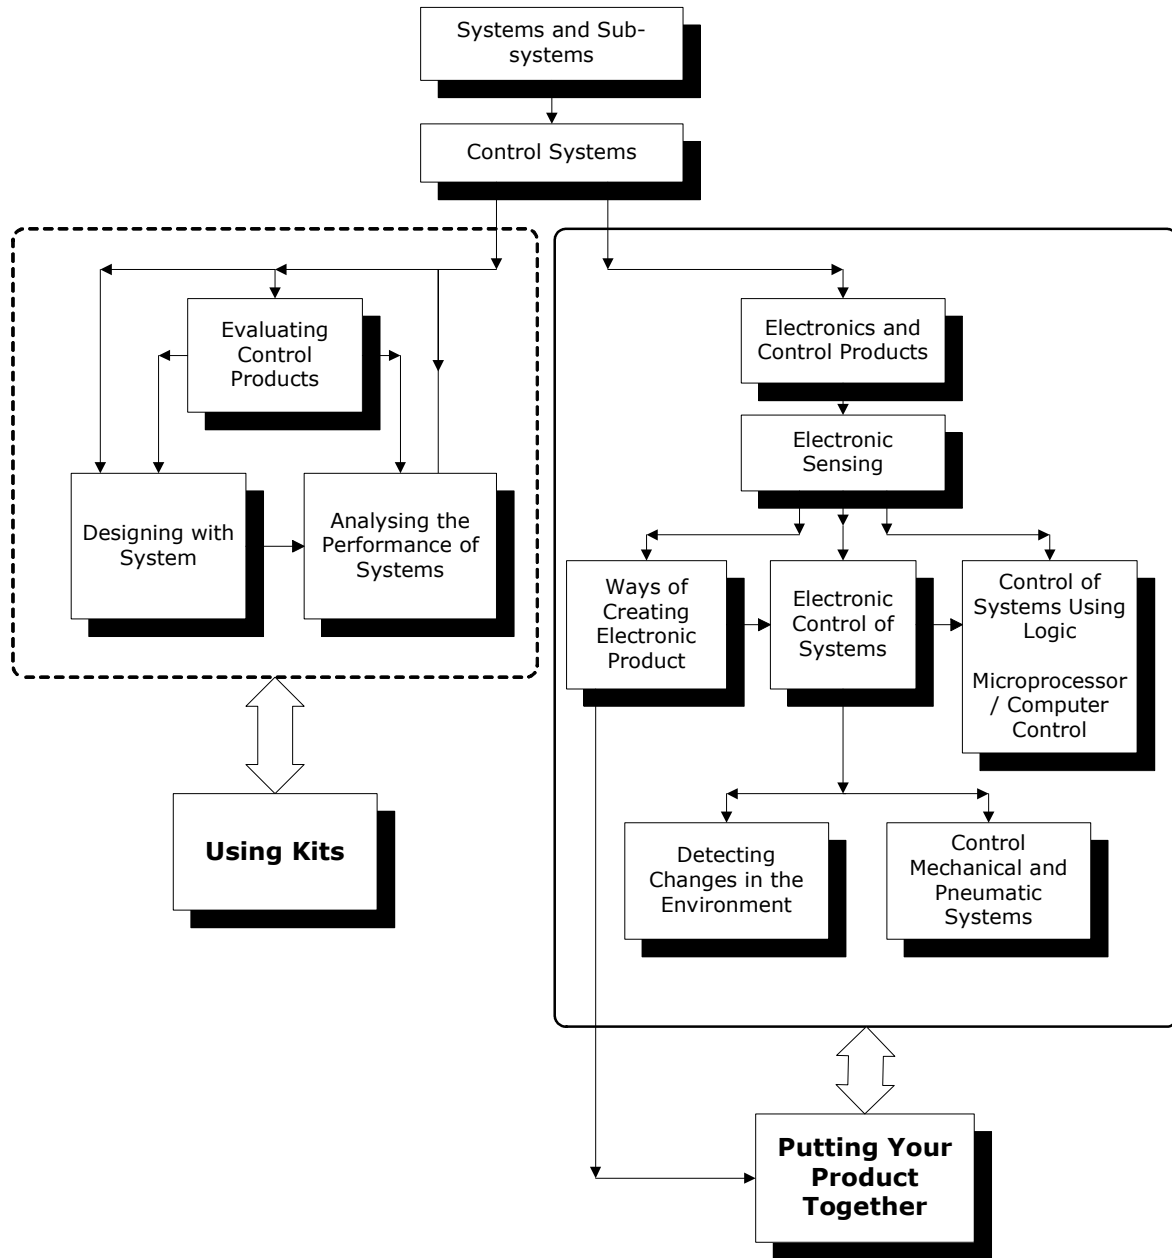 Systems and Sub-
systems
Control Systems
Evaluating
Control
Products
Designing with
System
Analysing the
Performance of
Systems
Using Kits
Electronics and
Control Products
Electronic
Sensing
Ways of
Creating
Electronic
Product
Electronic
Control of
Systems
Control of
Systems Using
Logic
Microprocessor
/ Computer
Control
Detecting
Changes in the
Environment
Control
Mechanical and
Pneumatic
Systems
Putting Your
Product
Together